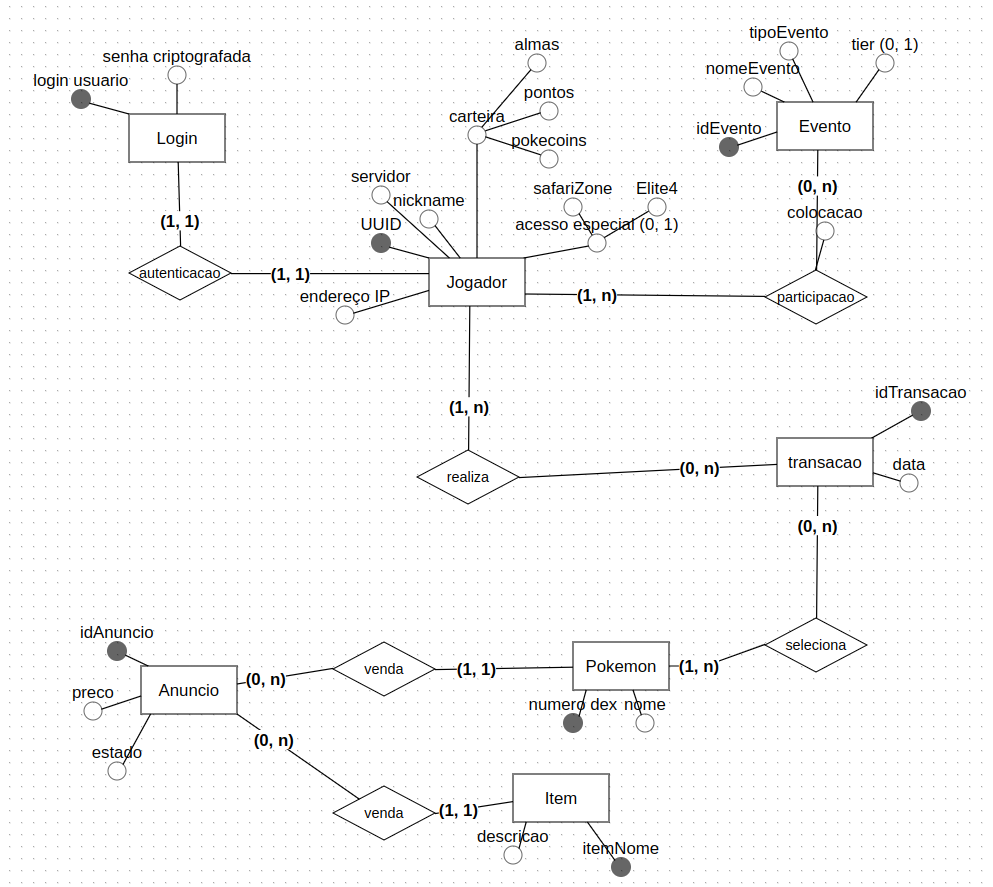 tipoEvento
almas
tier (0, 1)
senha criptografada
nomeEvento
login usuario
pontos
carteira
idEvento
Evento
Login
pokecoins
servidor
safariZone
Elite4
(0, n)
nickname
colocacao
(1, 1)
UUID
acesso especial (0, 1)
autenticacao
(1, 1)
Jogador
endereço IP
(1, n)
participacao
idTransacao
(1, n)
transacao
data
realiza
(0, n)
(0, n)
idAnuncio
seleciona
venda
(1, 1)
Pokemon
(1, n)
(0, n)
Anuncio
preco
numero dex
nome
(0, n)
estado
Item
venda
(1, 1)
descricao
itemNome